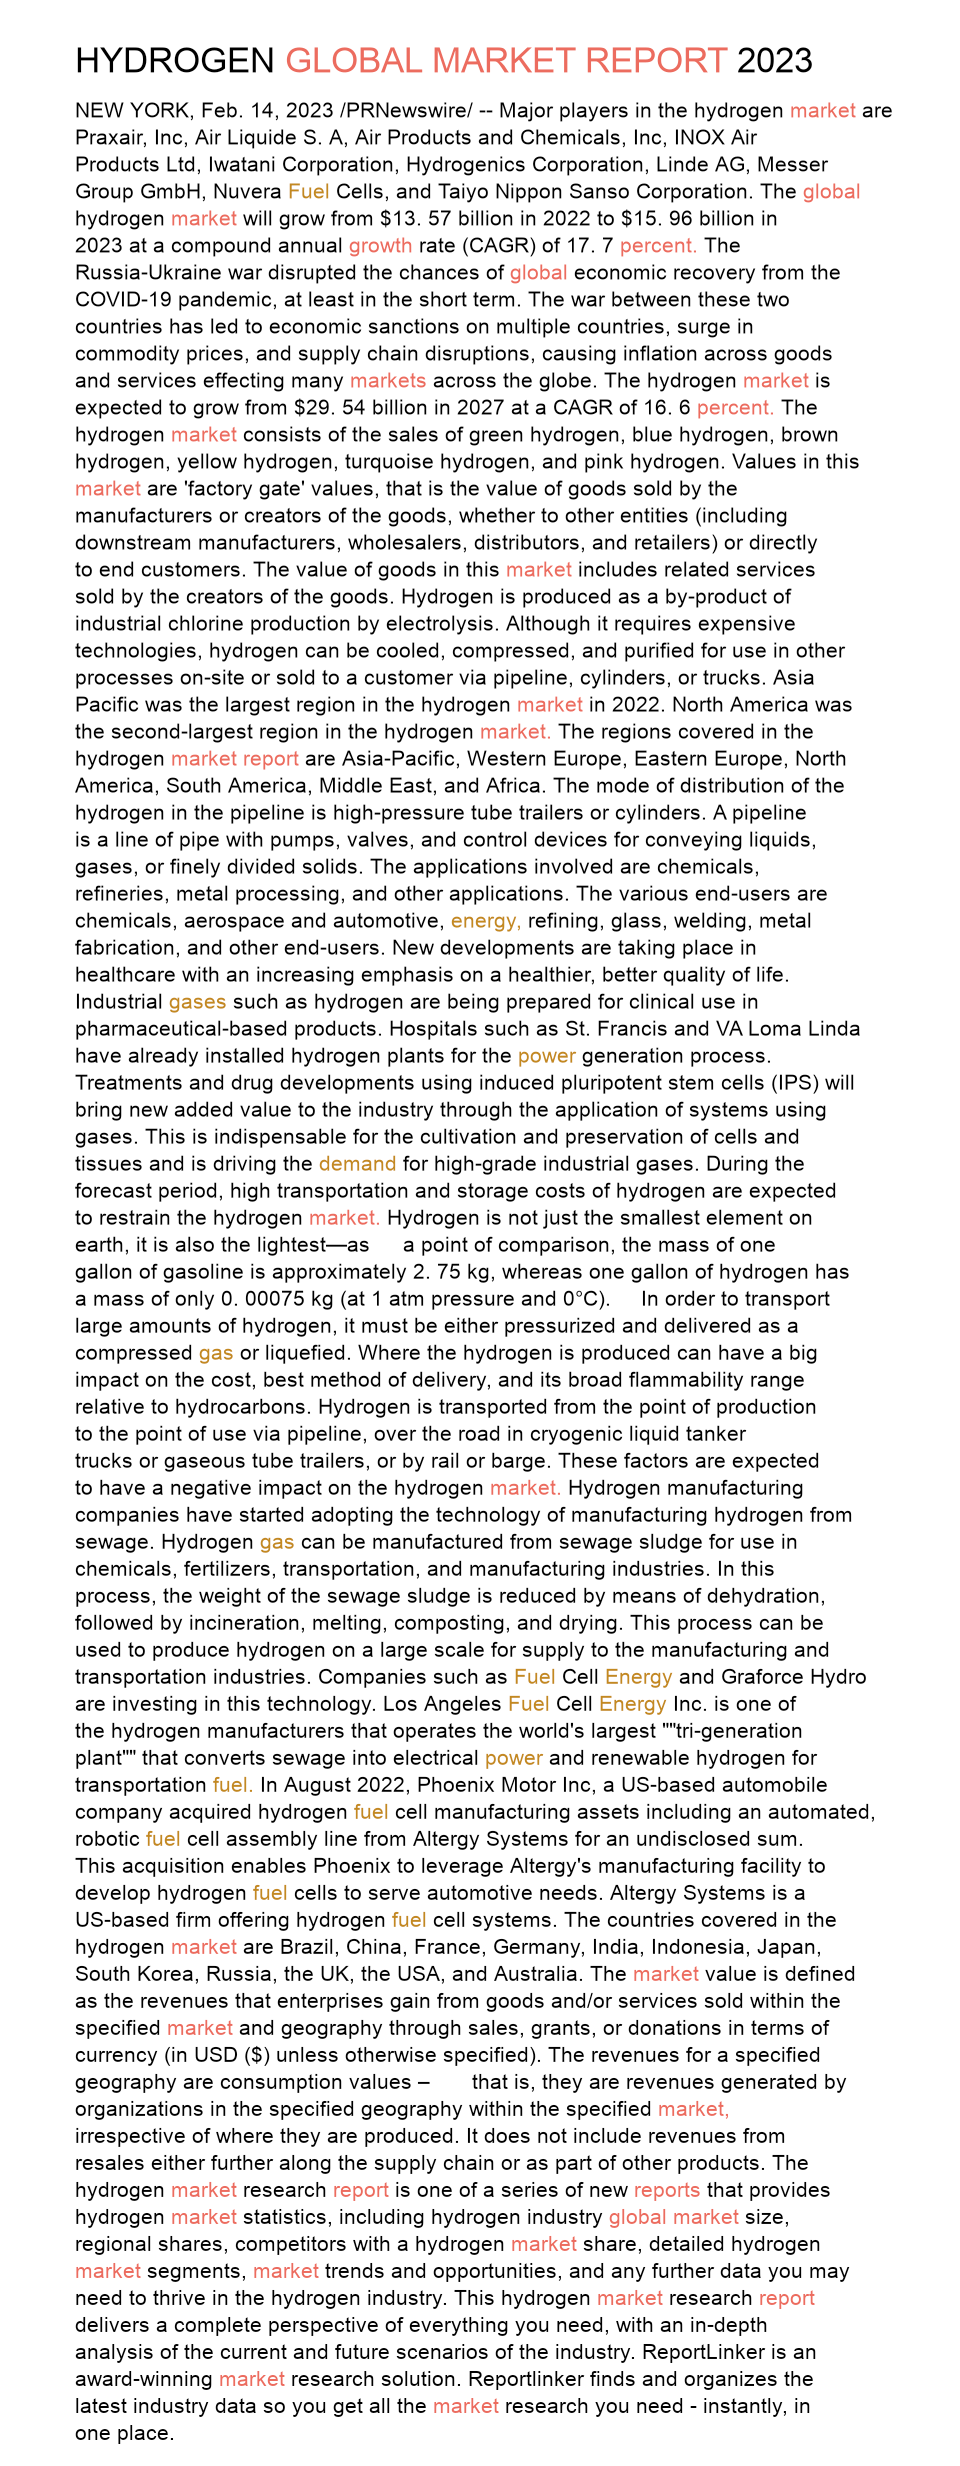 HYDROGEN GLOBAL MARKET REPORT 2023
NEW YORK, Feb. 14, 2023 /PRNewswire/ -- Major players in the hydrogen market are
Praxair, Inc, Air Liquide S. A, Air Products and Chemicals, Inc, INOX Air
Products Ltd, Iwatani Corporation, Hydrogenics Corporation, Linde AG, Messer
Group GmbH, Nuvera Fuel Cells, and Taiyo Nippon Sanso Corporation. The global
hydrogen market will grow from $13. 57 billion in 2022 to $15. 96 billion in
2023 at a compound annual growth rate (CAGR) of 17. 7 percent. The
Russia-Ukraine war disrupted the chances of global economic recovery from the
COVID-19 pandemic, at least in the short term. The war between these two
countries has led to economic sanctions on multiple countries, surge in
commodity prices, and supply chain disruptions, causing inflation across goods
and services effecting many markets across the globe. The hydrogen market is
expected to grow from $29. 54 billion in 2027 at a CAGR of 16. 6 percent. The
hydrogen market consists of the sales of green hydrogen, blue hydrogen, brown
hydrogen, yellow hydrogen, turquoise hydrogen, and pink hydrogen. Values in this
market are 'factory gate' values, that is the value of goods sold by the
manufacturers or creators of the goods, whether to other entities (including
downstream manufacturers, wholesalers, distributors, and retailers) or directly
to end customers. The value of goods in this market includes related services
sold by the creators of the goods. Hydrogen is produced as a by-product of
industrial chlorine production by electrolysis. Although it requires expensive
technologies, hydrogen can be cooled, compressed, and purified for use in other
processes on-site or sold to a customer via pipeline, cylinders, or trucks. Asia
Pacific was the largest region in the hydrogen market in 2022. North America was
the second-largest region in the hydrogen market. The regions covered in the
hydrogen market report are Asia-Pacific, Western Europe, Eastern Europe, North
America, South America, Middle East, and Africa. The mode of distribution of the
hydrogen in the pipeline is high-pressure tube trailers or cylinders. A pipeline
is a line of pipe with pumps, valves, and control devices for conveying liquids,
gases, or finely divided solids. The applications involved are chemicals,
refineries, metal processing, and other applications. The various end-users are
chemicals, aerospace and automotive, energy, refining, glass, welding, metal
fabrication, and other end-users. New developments are taking place in
healthcare with an increasing emphasis on a healthier, better quality of life.
Industrial gases such as hydrogen are being prepared for clinical use in
pharmaceutical-based products. Hospitals such as St. Francis and VA Loma Linda
have already installed hydrogen plants for the power generation process.
Treatments and drug developments using induced pluripotent stem cells (IPS) will
bring new added value to the industry through the application of systems using
gases. This is indispensable for the cultivation and preservation of cells and
tissues and is driving the demand for high-grade industrial gases. During the
forecast period, high transportation and storage costs of hydrogen are expected
to restrain the hydrogen market. Hydrogen is not just the smallest element on
earth, it is also the lightest—as a point of comparison, the mass of one
gallon of gasoline is approximately 2. 75 kg, whereas one gallon of hydrogen has
a mass of only 0. 00075 kg (at 1 atm pressure and 0°C). In order to transport
large amounts of hydrogen, it must be either pressurized and delivered as a
compressed gas or liquefied. Where the hydrogen is produced can have a big
impact on the cost, best method of delivery, and its broad flammability range
relative to hydrocarbons. Hydrogen is transported from the point of production
to the point of use via pipeline, over the road in cryogenic liquid tanker
trucks or gaseous tube trailers, or by rail or barge. These factors are expected
to have a negative impact on the hydrogen market. Hydrogen manufacturing
companies have started adopting the technology of manufacturing hydrogen from
sewage. Hydrogen gas can be manufactured from sewage sludge for use in
chemicals, fertilizers, transportation, and manufacturing industries. In this
process, the weight of the sewage sludge is reduced by means of dehydration,
followed by incineration, melting, composting, and drying. This process can be
used to produce hydrogen on a large scale for supply to the manufacturing and
transportation industries. Companies such as Fuel Cell Energy and Graforce Hydro
are investing in this technology. Los Angeles Fuel Cell Energy Inc. is one of
the hydrogen manufacturers that operates the world's largest ""tri-generation
plant"" that converts sewage into electrical power and renewable hydrogen for
transportation fuel. In August 2022, Phoenix Motor Inc, a US-based automobile
company acquired hydrogen fuel cell manufacturing assets including an automated,
robotic fuel cell assembly line from Altergy Systems for an undisclosed sum.
This acquisition enables Phoenix to leverage Altergy's manufacturing facility to
develop hydrogen fuel cells to serve automotive needs. Altergy Systems is a
US-based firm offering hydrogen fuel cell systems. The countries covered in the
hydrogen market are Brazil, China, France, Germany, India, Indonesia, Japan,
South Korea, Russia, the UK, the USA, and Australia. The market value is defined
as the revenues that enterprises gain from goods and/or services sold within the
specified market and geography through sales, grants, or donations in terms of
currency (in USD ($) unless otherwise specified). The revenues for a specified
geography are consumption values – that is, they are revenues generated by
organizations in the specified geography within the specified market,
irrespective of where they are produced. It does not include revenues from
resales either further along the supply chain or as part of other products. The
hydrogen market research report is one of a series of new reports that provides
hydrogen market statistics, including hydrogen industry global market size,
regional shares, competitors with a hydrogen market share, detailed hydrogen
market segments, market trends and opportunities, and any further data you may
need to thrive in the hydrogen industry. This hydrogen market research report
delivers a complete perspective of everything you need, with an in-depth
analysis of the current and future scenarios of the industry. ReportLinker is an
award-winning market research solution. Reportlinker finds and organizes the
latest industry data so you get all the market research you need - instantly, in
one place.